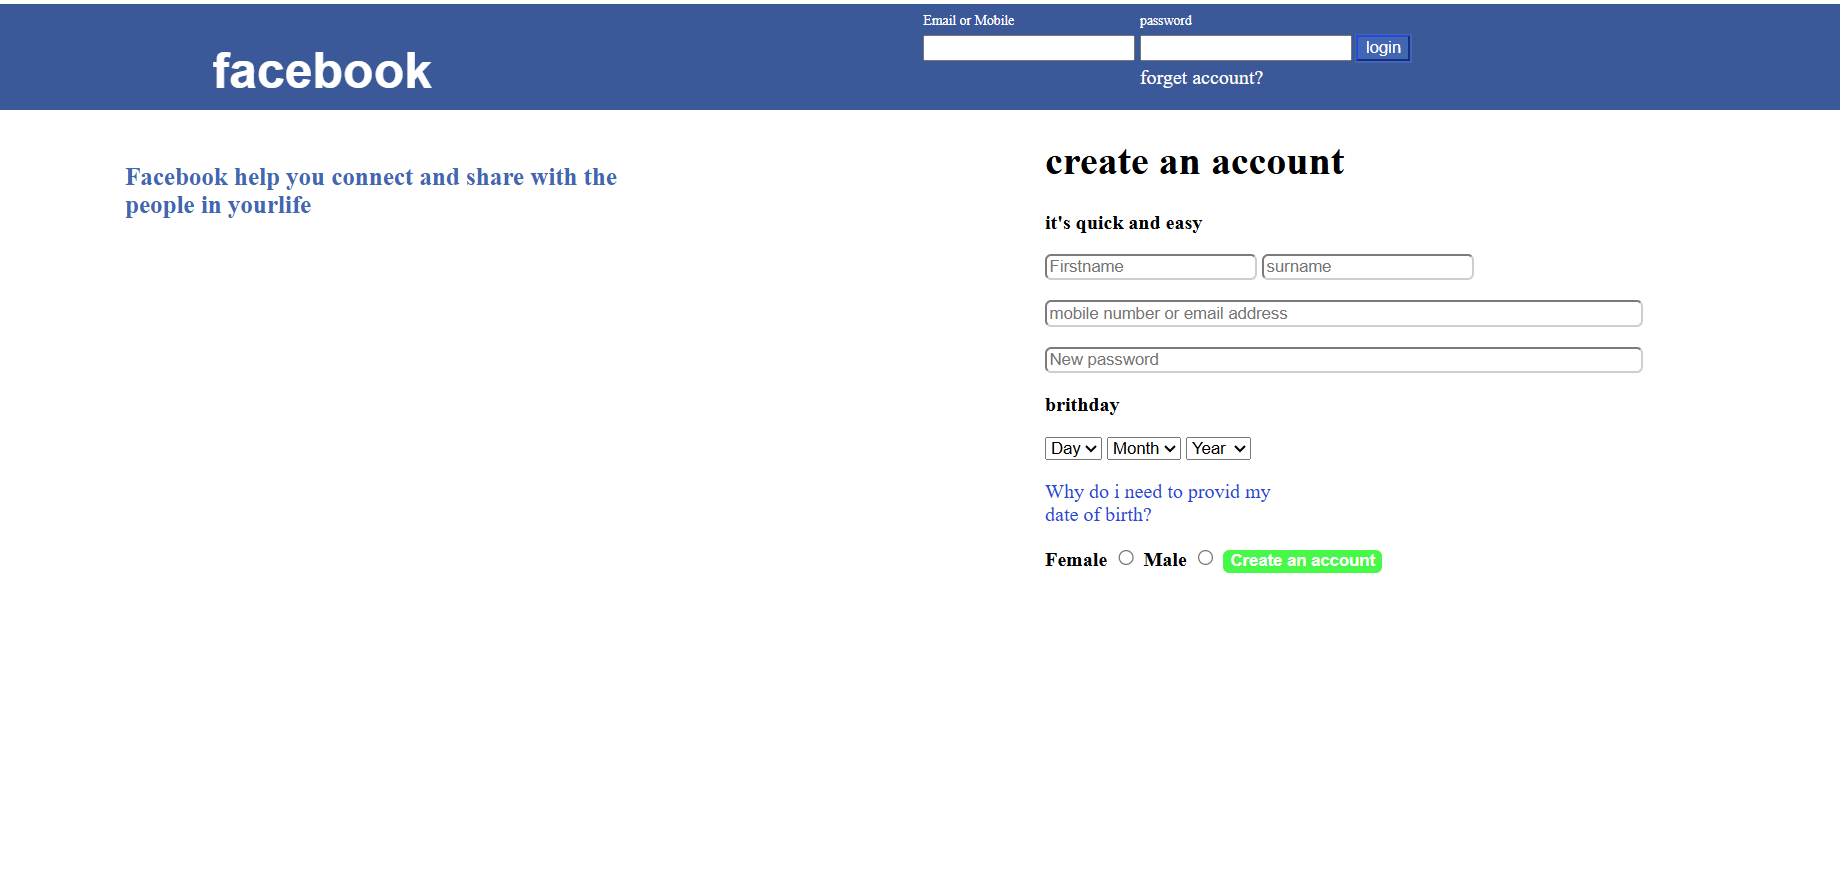 Email or Mobile password
login
facebook
forget account?
Facebook help you connect and share with the
people in yourlife
create an account
it's quick and easy
Firstname surname
mobile number or email address
New password
brithday
Day Month Year
Why do i need to provid my
date of birth?
Female Male Create an account